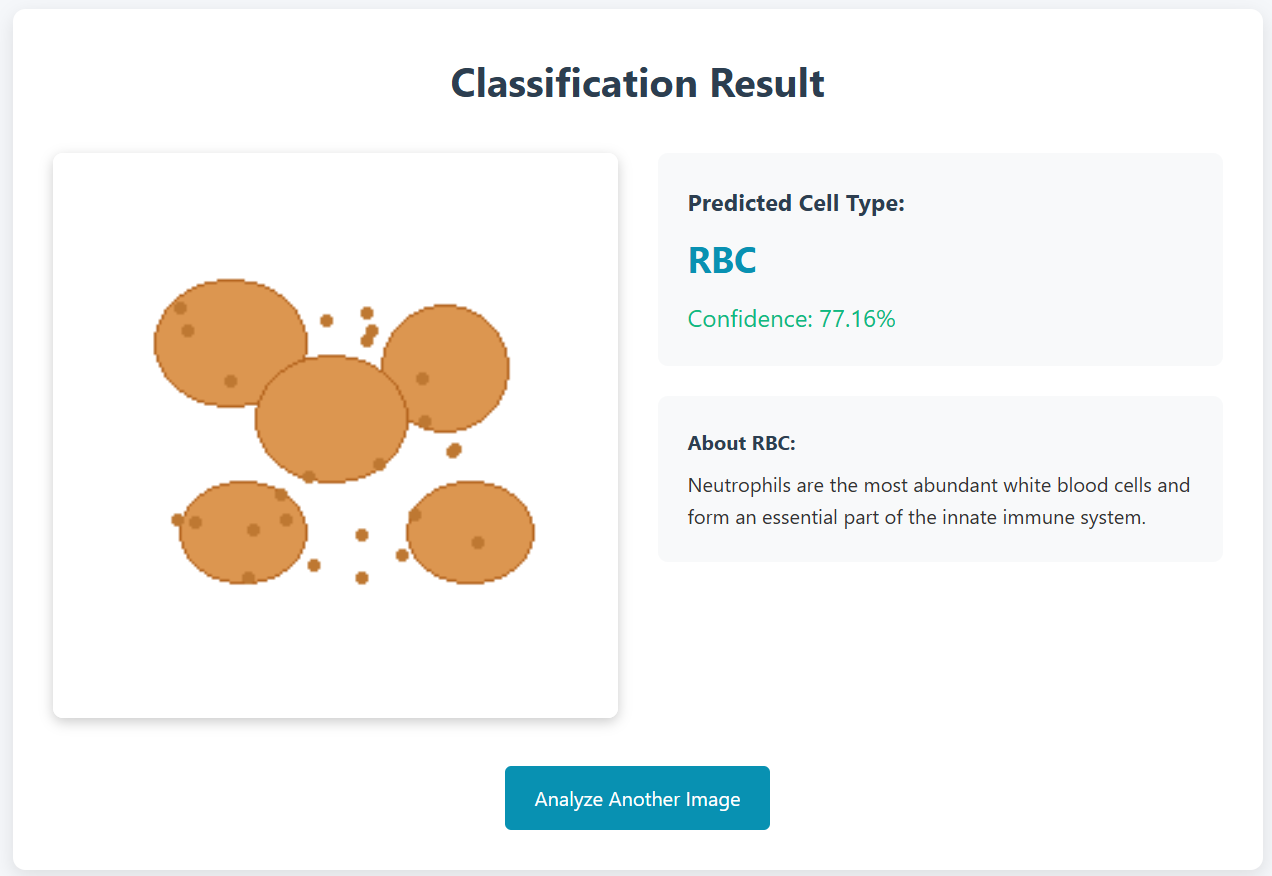 Classification Result
Predicted Cell Type:
RBC
Confidence: 77.16%
About RBC:
Neutrophils are the most abundant white blood cells and
form an essential part of the innate immune system.
Analyze Another Image